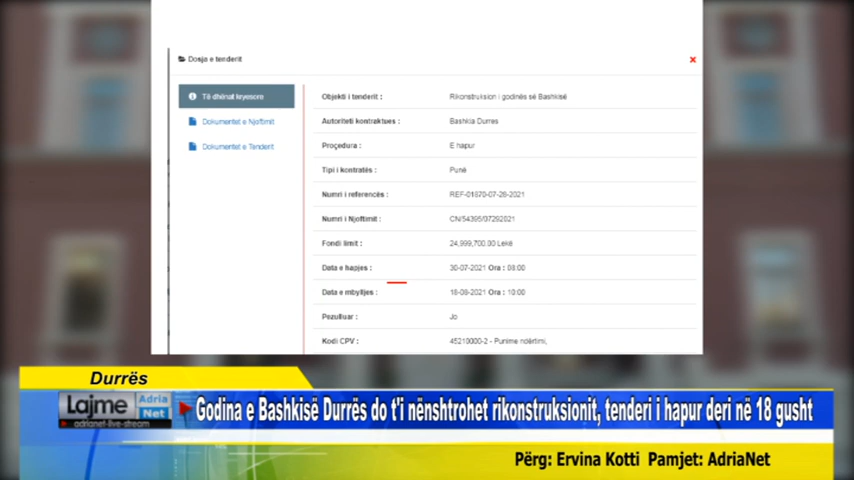 Dosja e tenderit
Të dhënat kryesore
Dokumentet e Njoftimit
Dokumentet e Tenderit
Objekti i tenderit : Rikonstruksion i godinës së Bashkisë
Autoriteti kontraktues : Bashkia Durres
Proçedura : E hapur
Tipi i kontratës : Punë
Numri i referencës : REF-01870-07-28-2021
Numri i Njoftimit : CN/54395/07292021
Fondi limit : 24,999,700.00 Lekë
Data e hapjes : 30-07-2021 Ora : 08:00
Data e mbylljes : 18-08-2021 Ora : 10:00
Pezulluar : Jo
Kodi CPV : 45210000-2 - Punime ndërtimi,
Durrës
Lajme Adria Net
adrianet-live-stream
Godina e Bashkisë Durrës do t'i nënshtrohet rikonstruksionit, tenderi i hapur deri në 18 gusht
Përg: Ervina Kotti Pamjet: AdriaNet